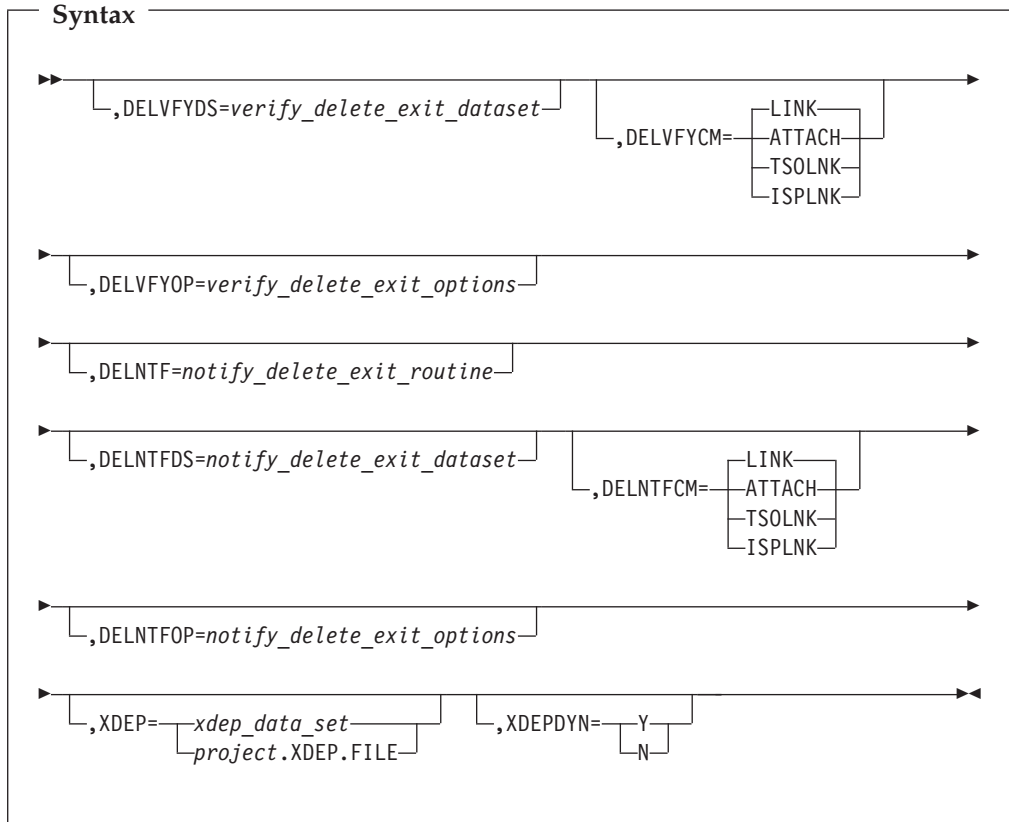 Syntax
,DELVFYDS=verify_delete_exit_dataset
,DELVFYCM=
LINK
ATTACH
TSOLNK
ISPLNK
,DELVFYOP=verify_delete_exit_options
,DELNTF=notify_delete_exit_routine
,DELNTFDS=notify_delete_exit_dataset
,DELNTFCM=
LINK
ATTACH
TSOLNK
ISPLNK
,DELNTFOP=notify_delete_exit_options
,XDEP=
xdep_data_set
project.XDEP.FILE
,XDEPDYN=
Y
N